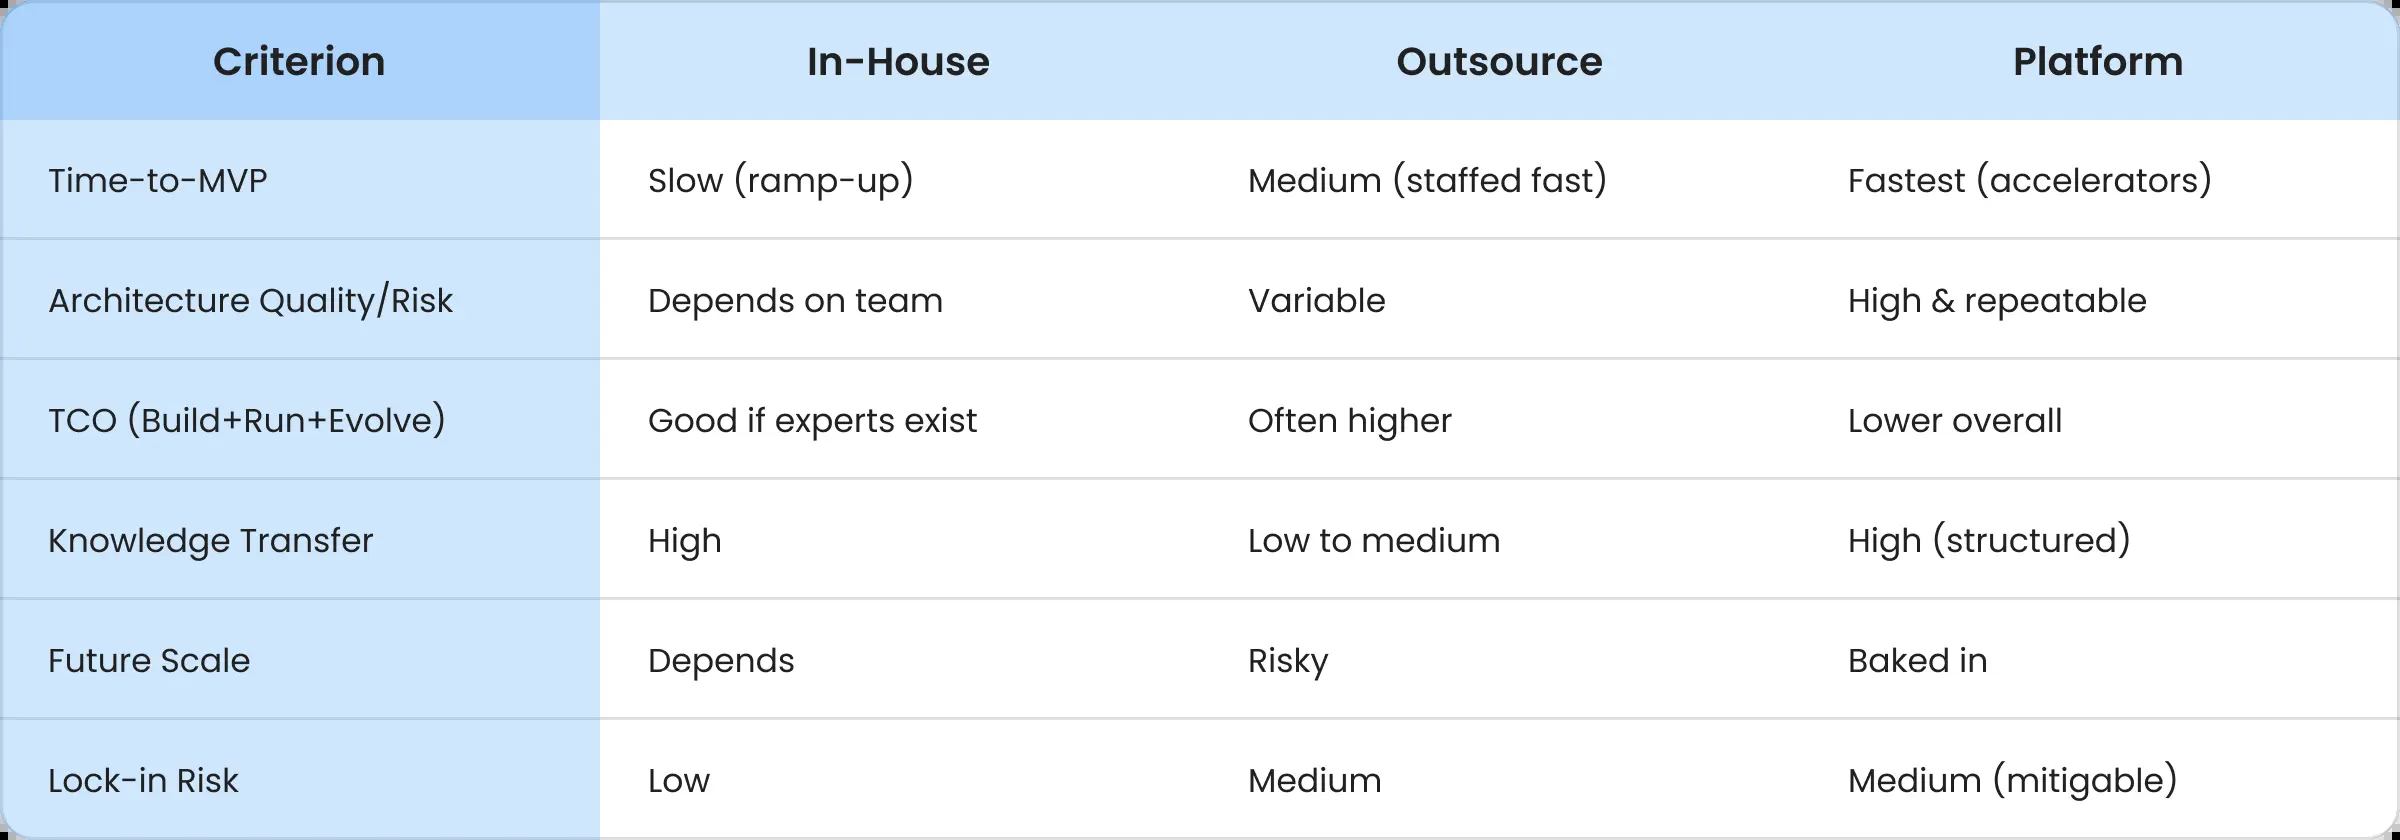 Criterion In-House Outsource Platform
Time-to-MVP Slow (ramp-up) Medium (staffed fast) Fastest (accelerators)
Architecture Quality/Risk Depends on team Variable High & repeatable
TCO (Build+Run+Evolve) Good if experts exist Often higher Lower overall
Knowledge Transfer High Low to medium High (structured)
Future Scale Depends Risky Baked in
Lock-in Risk Low Medium Medium (mitigable)